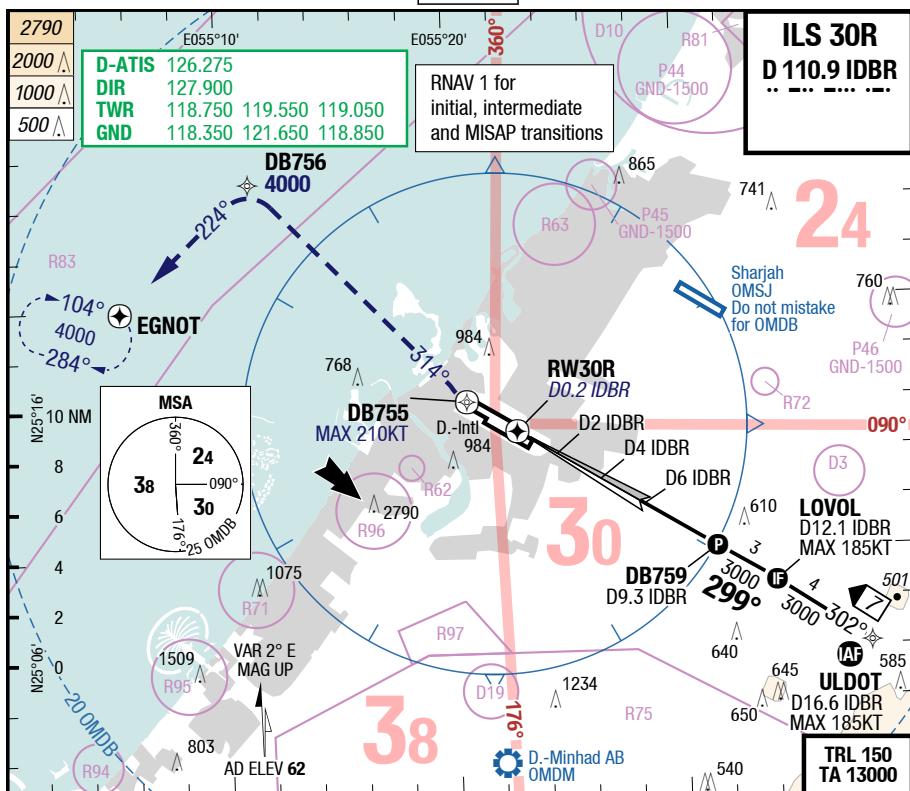 2790
2000
1000
500
E055°10'
E055°20'
360°
D-ATIS 126.275
DIR 127.900
TWR 118.750 119.550 119.050
GND 118.350 121.650 118.850
RNAV 1 for
initial, intermediate
and MISAP transitions
D10
R81
P44
GND-1500
ILS 30R
D 110.9 IDBR
DB756
4000
224°
865
741
24
R63
P45
GND-1500
R83
Sharjah
OMSJ
Do not mistake
for OMDB
760
P46
GND-1500
104°
4000
284°
EGNOT
984
768
314°
RW30R
D0.2 IDBR
R72
N25°16'
10 NM
MSA
360°
24
38
090°
30
176°
25 OMDB
DB755
MAX 210KT
D.-Intl
984
D2 IDBR
090°
D4 IDBR
D3
8
R62
D6 IDBR
6
2790
R96
30
610
LOVOL
D12.1 IDBR
MAX 185KT
P
3
IF
4
1075
R71
DB759
D9.3 IDBR
3000
299°
3000
302°
7
501
2
R97
640
IAF
585
VAR 2° E
MAG UP
N25°06'
0
1509
R95
ULDOT
D16.6 IDBR
MAX 185KT
645
650
D19
1234
176°
R75
20 OMDB
38
R94
803
AD ELEV 62
D.-Minhad AB
OMDM
540
TRL 150
TA 13000
4